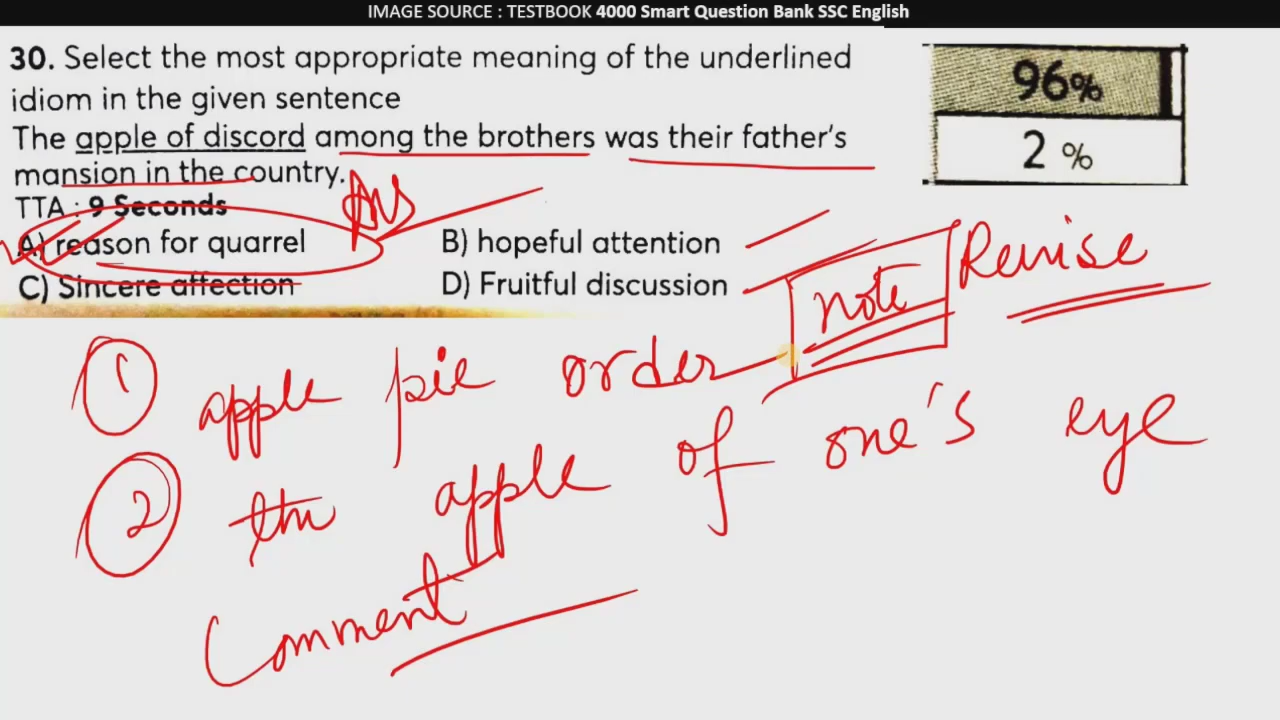 IMAGE SOURCE : TESTBOOK 4000 Smart Question Bank SSC English
30. Select the most appropriate meaning of the underlined
idiom in the given sentence
The apple of discord among the brothers was their father's
mansion in the country.
TTA : 9 Seconds
A) reason for quarrel
B) hopeful attention
C) Sincere affection
D) Fruitful discussion
96%
2 %
Ans
note
Revise
1 apple pie order
2 the apple of one's eye
Comment